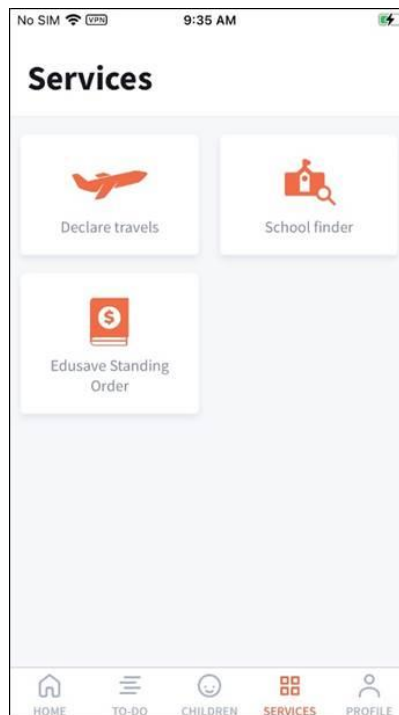 No SIM VPN 9:35 AM
Services
Declare travels
School finder
Edusave Standing
Order
$
HOME TO-DO CHILDREN SERVICES PROFILE